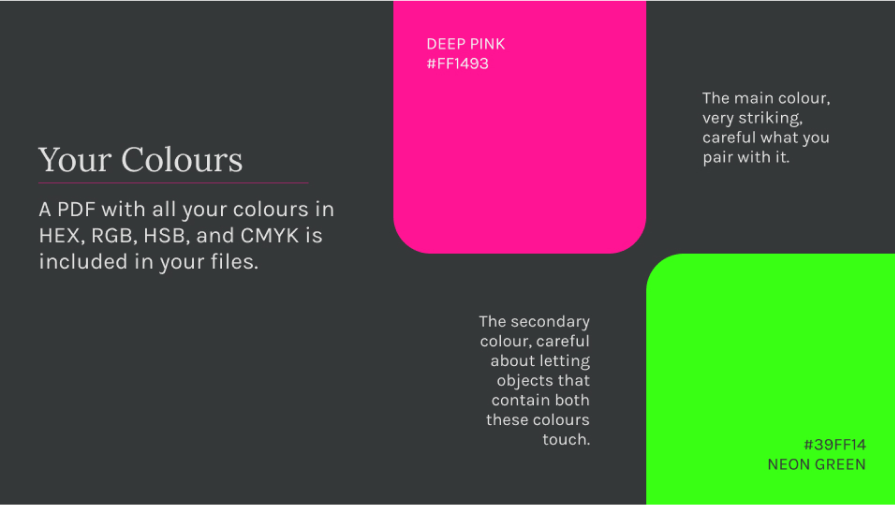 Your Colours
A PDF with all your colours in
HEX, RGB, HSB, and CMYK is
included in your files.
DEEP PINK
#FF1493
The main colour,
very striking,
careful what you
pair with it.
The secondary
colour, careful
about letting
objects that
contain both
these colours
touch.
#39FF14
NEON GREEN